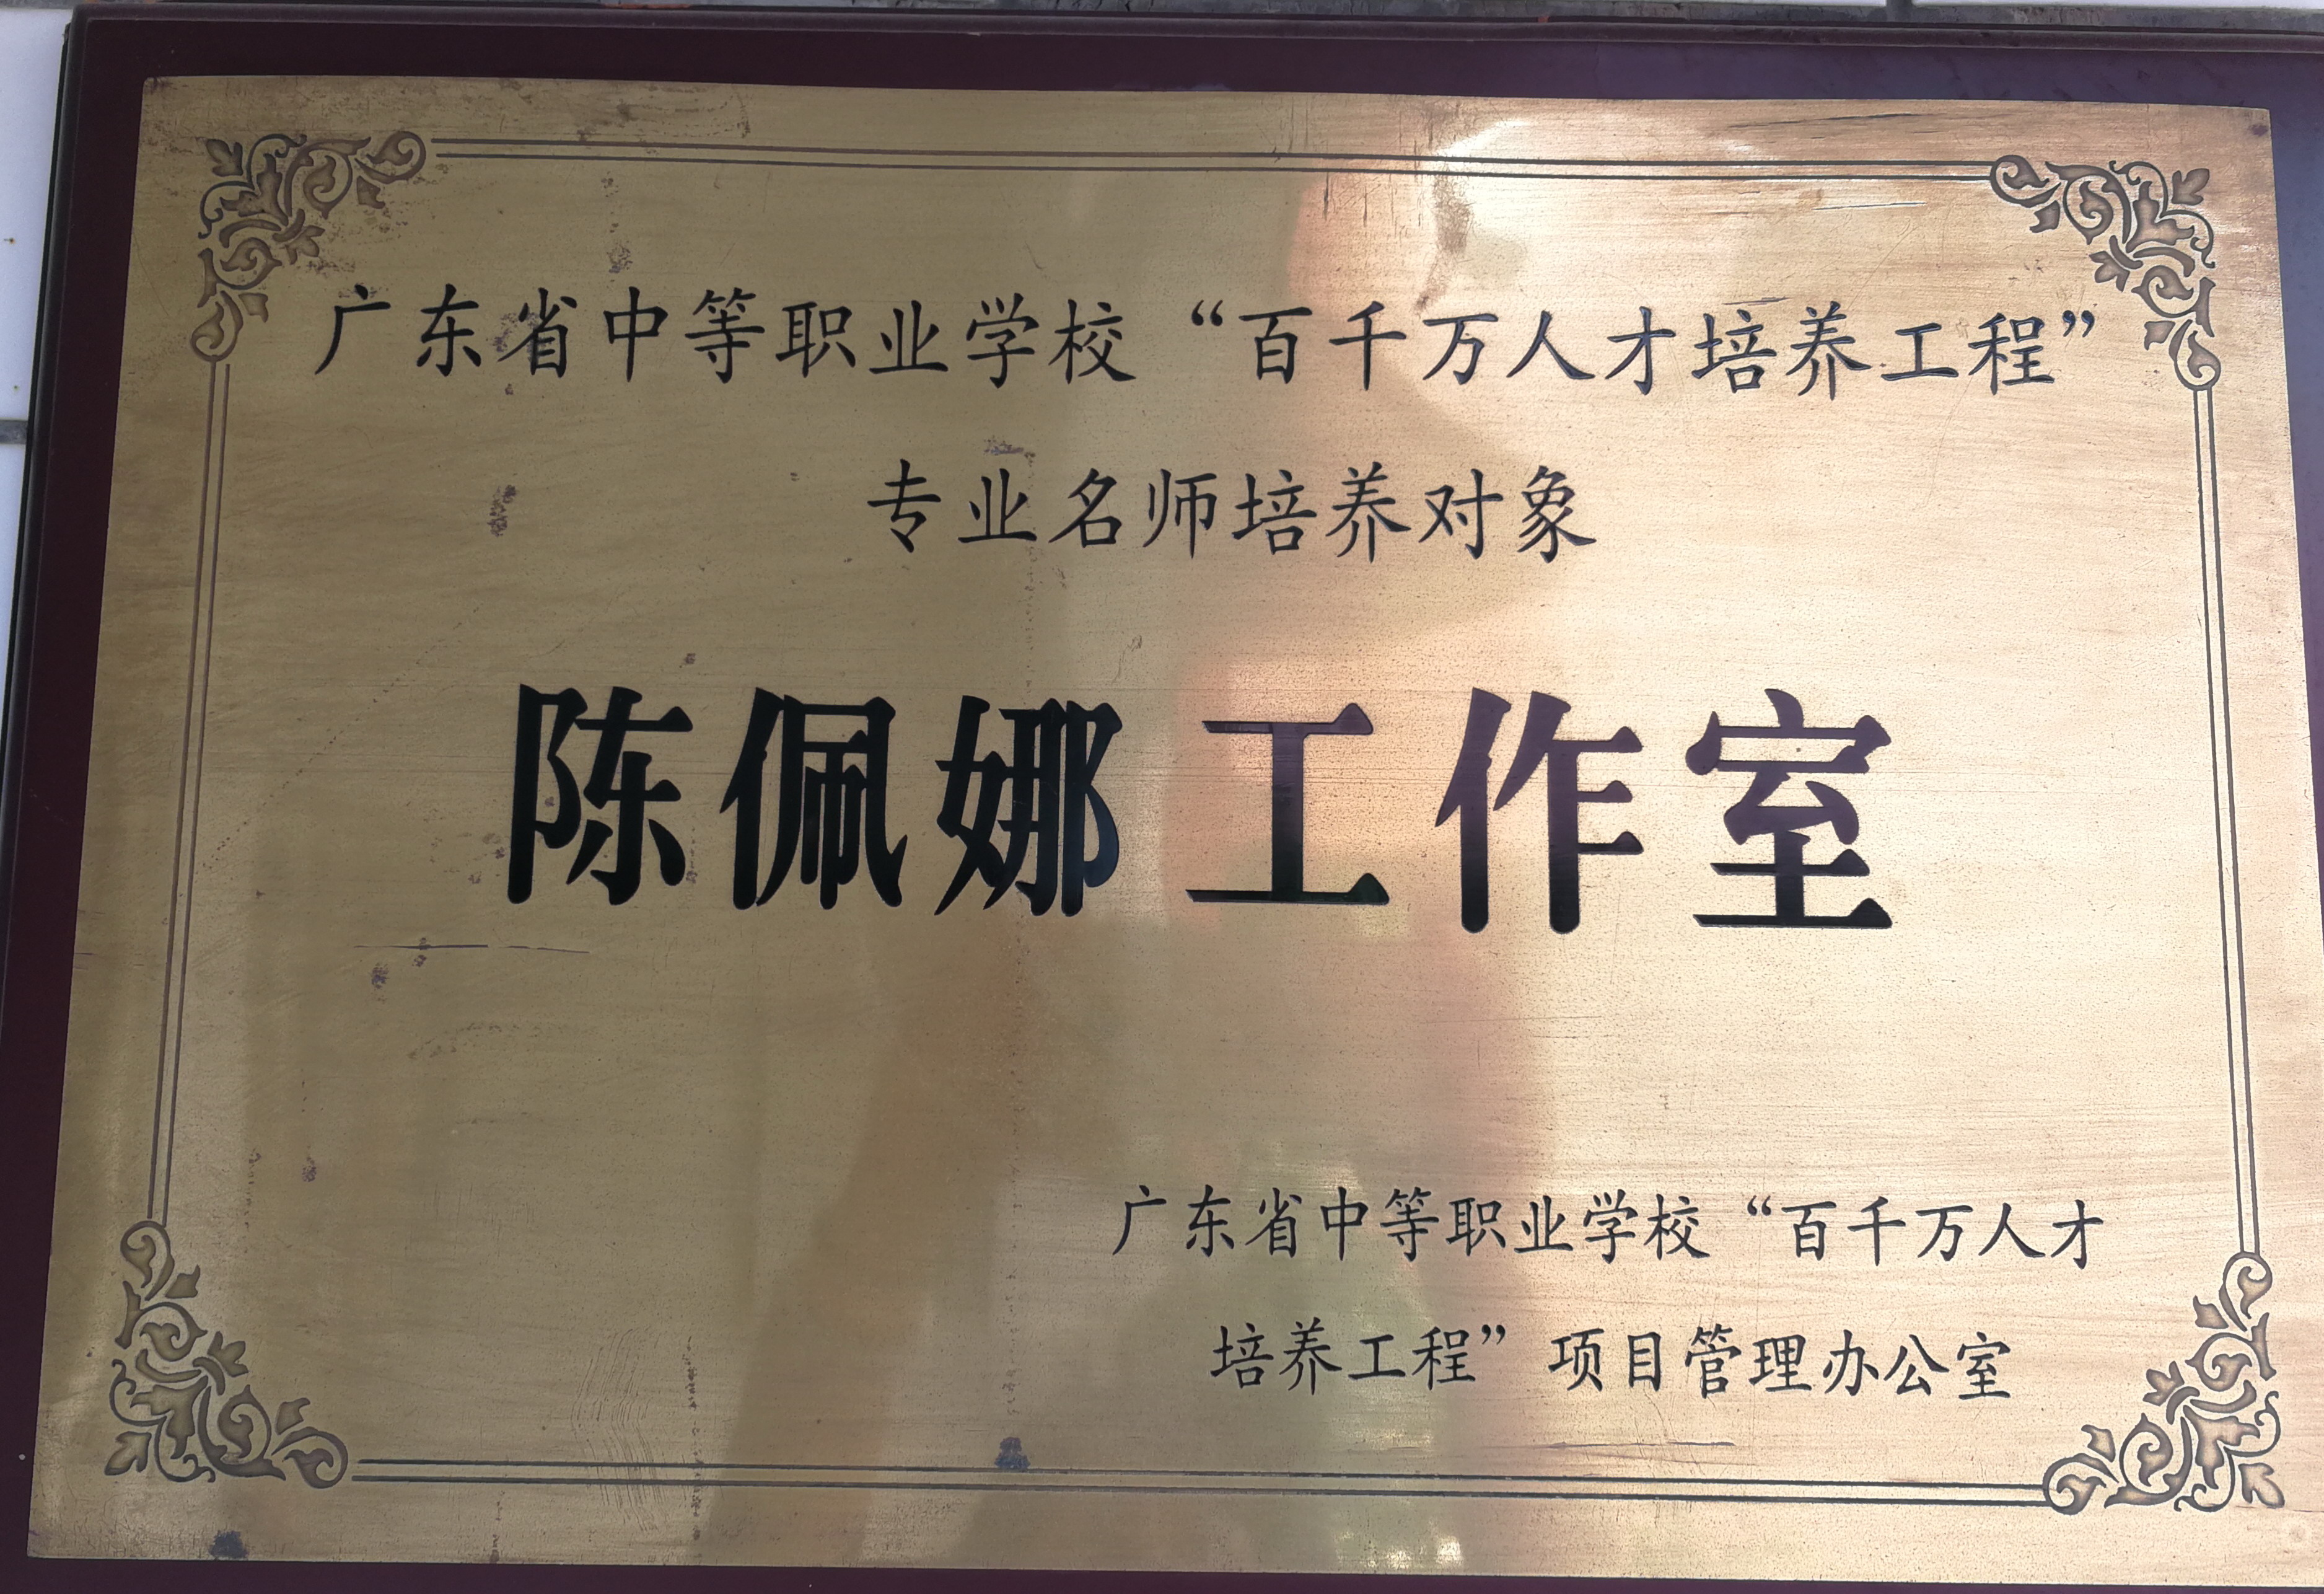 广东省中等职业学校“百千万人才培养工程”
专业名师培养对象
陈佩娜工作室
广东省中等职业学校“百千万人才
培养工程”项目管理办公室